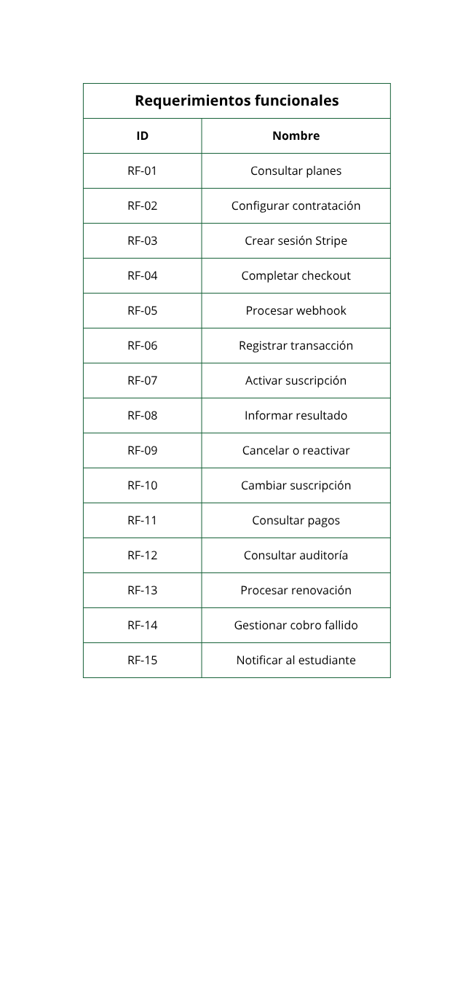 Requerimientos funcionales
ID Nombre
RF-01 Consultar planes
RF-02 Configurar contratación
RF-03 Crear sesión Stripe
RF-04 Completar checkout
RF-05 Procesar webhook
RF-06 Registrar transacción
RF-07 Activar suscripción
RF-08 Informar resultado
RF-09 Cancelar o reactivar
RF-10 Cambiar suscripción
RF-11 Consultar pagos
RF-12 Consultar auditoría
RF-13 Procesar renovación
RF-14 Gestionar cobro fallido
RF-15 Notificar al estudiante